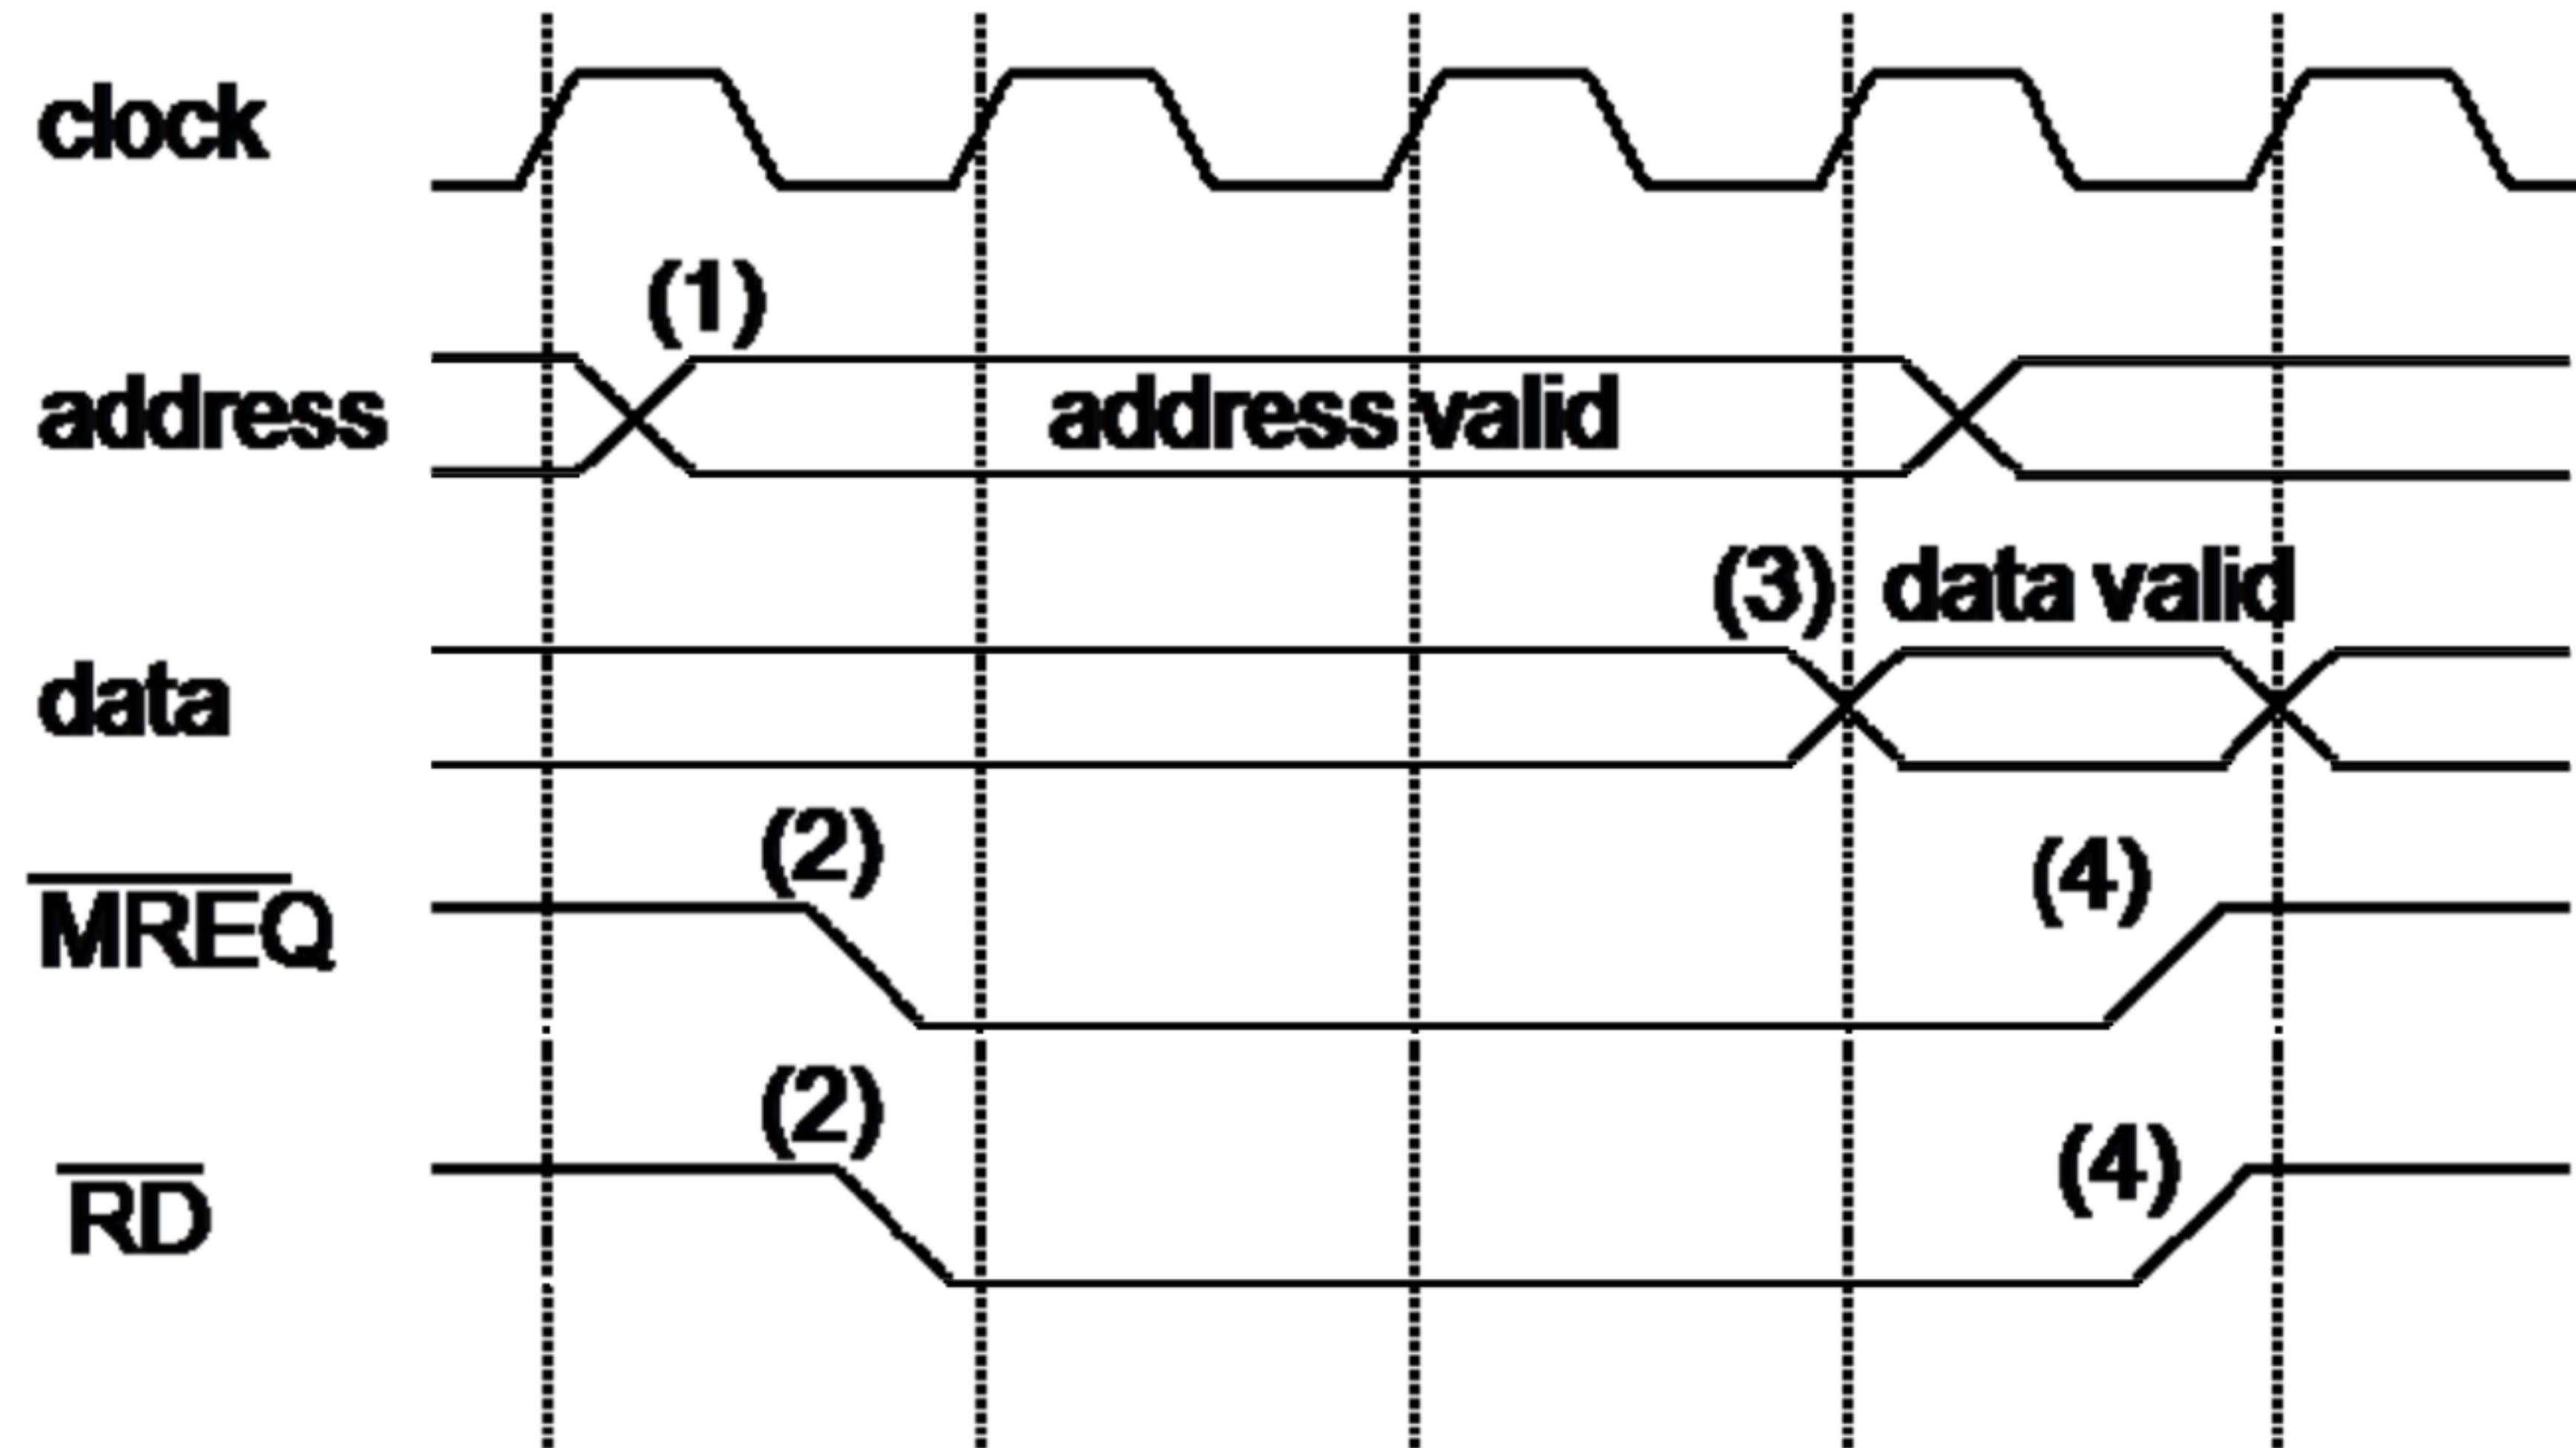 clock
(1)
address
address valid
(3) data valid
data
(2)
(4)
MREQ
(2)
(4)
RD